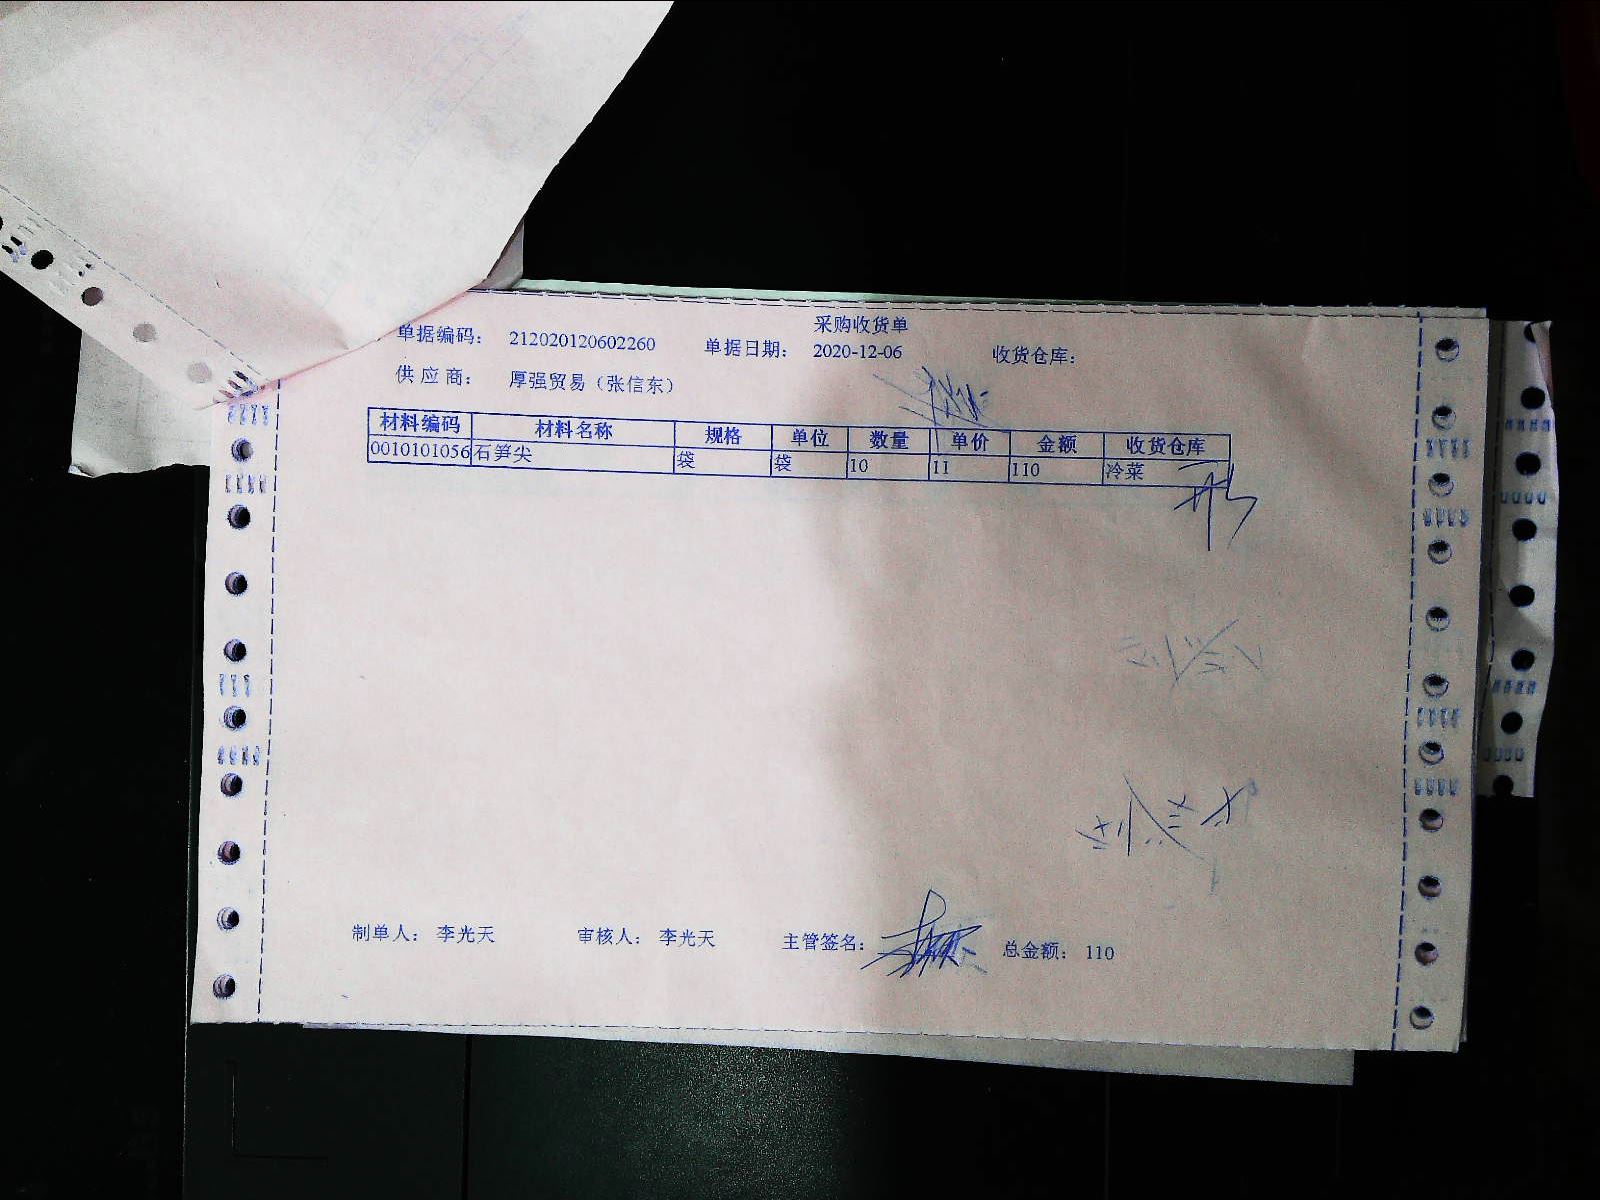 采购收货单
单据编码： 212020120602260 单据日期： 2020-12-06 收货仓库：
供 应 商： 厚强贸易（张信东）
材料编码 材料名称 规格 单位 数量 单价 金额 收货仓库
0010101056 石笋尖 袋 袋 10 11 110 冷菜
制单人： 李光天 审核人： 李光天 主管签名： 总金额： 110